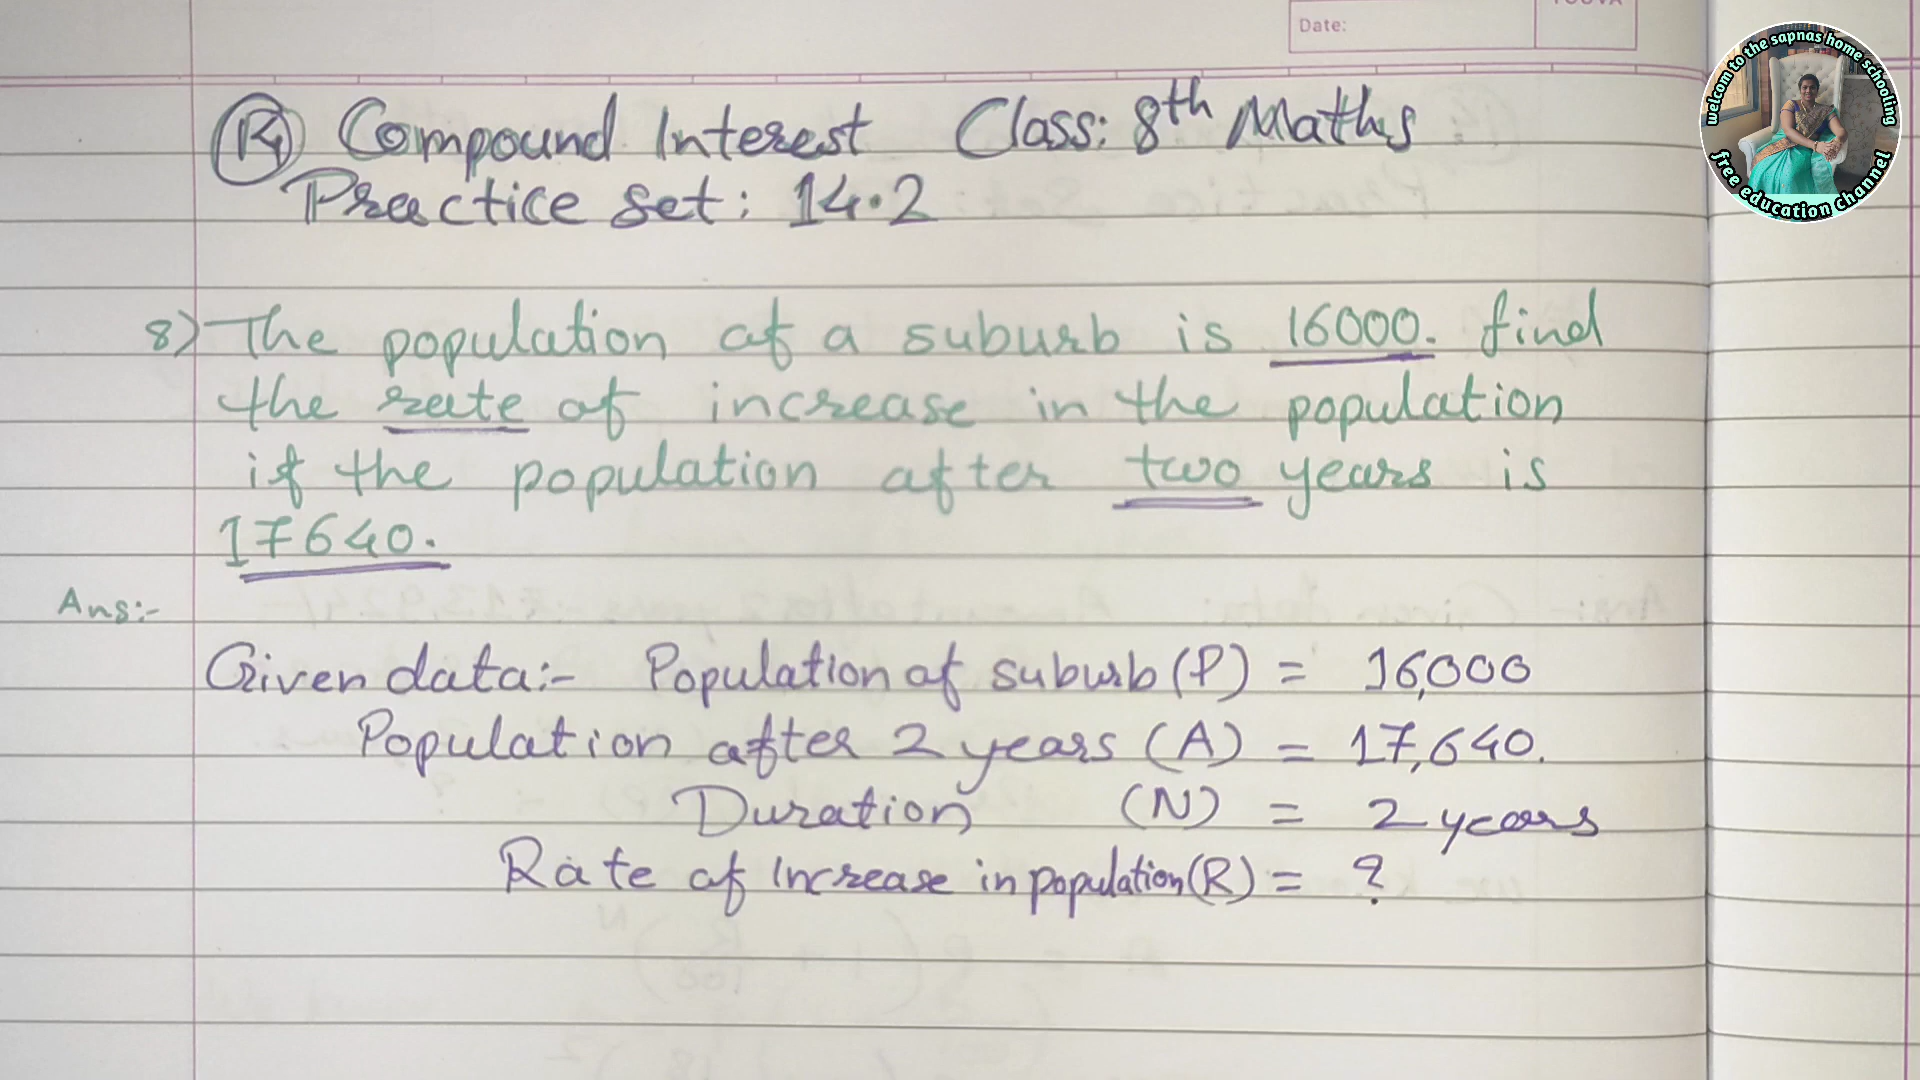 Date:
R Compound Interest Class: 8th Maths
Practice set: 14.2
8) The population of a suburb is 16000. find
the rate of increase in the population
if the population after two years is
17640.
Ans:-
Given data:- Population of suburb (P) = 16,000
Population after 2 years (A) = 17,640.
Duration (N) = 2 years
Rate of Increase in population (R) = ?
welcom to the sapnas home schooling
free education channel